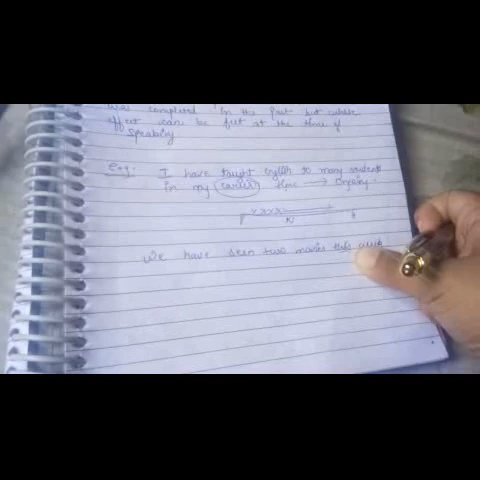 was completed in the past but whose
effect can be felt at the time of
Speaking
e.g: I have taught english to many students
in my career
P N F
We have seen two movies this week